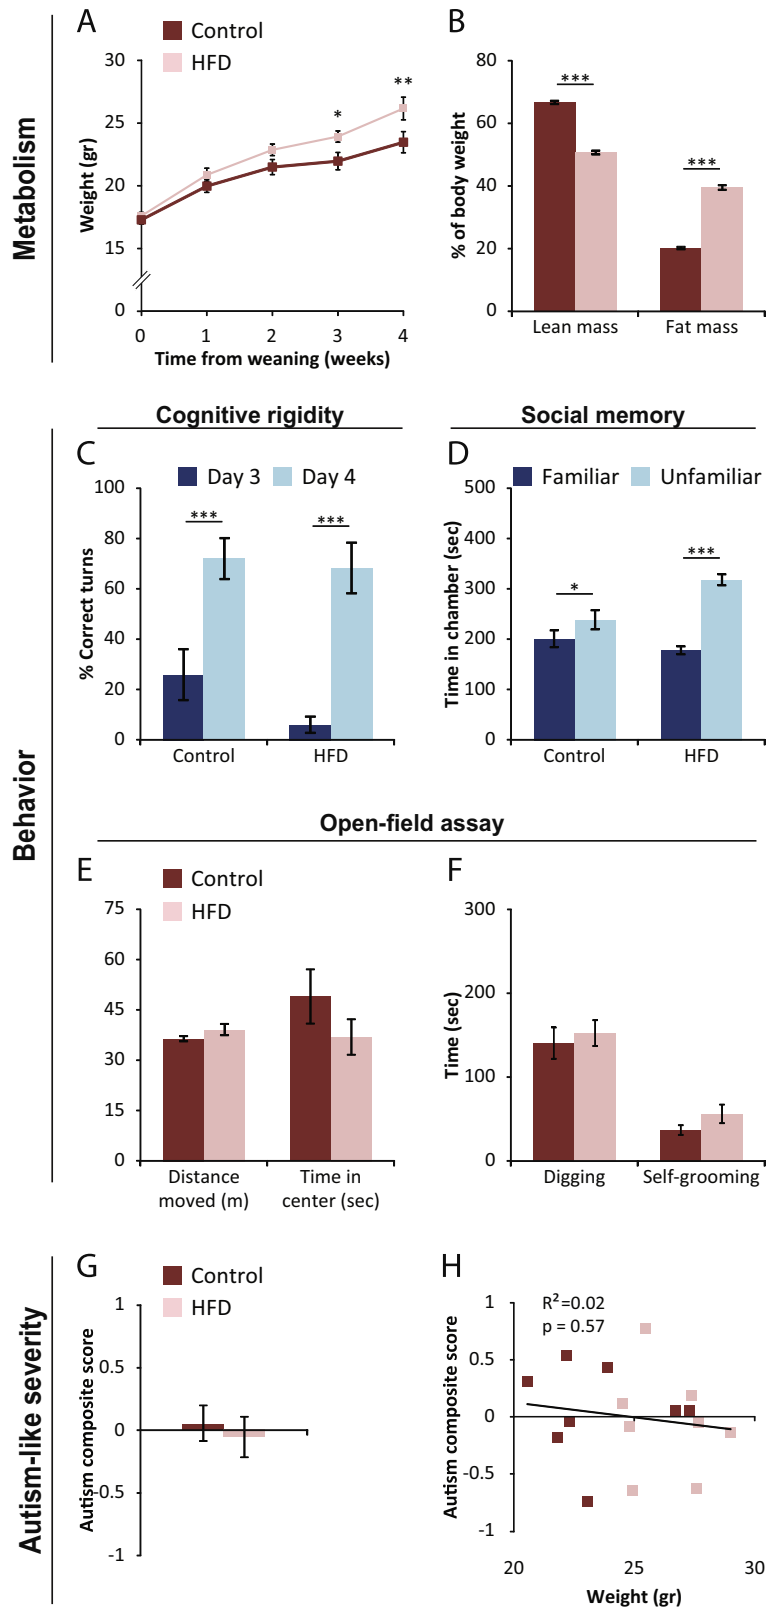 Metabolism
A
Control
HFD
Weight (gr)
30
25
20
15
0
*
**
0 1 2 3 4
Time from weaning (weeks)
B
% of body weight
80
60
40
20
0
***
***
Lean mass Fat mass
Behavior
Cognitive rigidity
Social memory
C
Day 3 Day 4
% Correct turns
100
80
60
40
20
0
***
***
Control HFD
D
Familiar Unfamiliar
Time in chamber (sec)
500
400
300
200
100
0
*
***
Control HFD
Open-field assay
E
Control
HFD
75
60
45
30
15
0
Distance moved (m)
Time in center (sec)
F
Time (sec)
300
200
100
0
Digging Self-grooming
Autism-like severity
G
Control
HFD
Autism composite score
1
0.5
0
-0.5
-1
H
Autism composite score
R²=0.02
p = 0.57
1
0.5
0
-0.5
-1
20 25 30
Weight (gr)